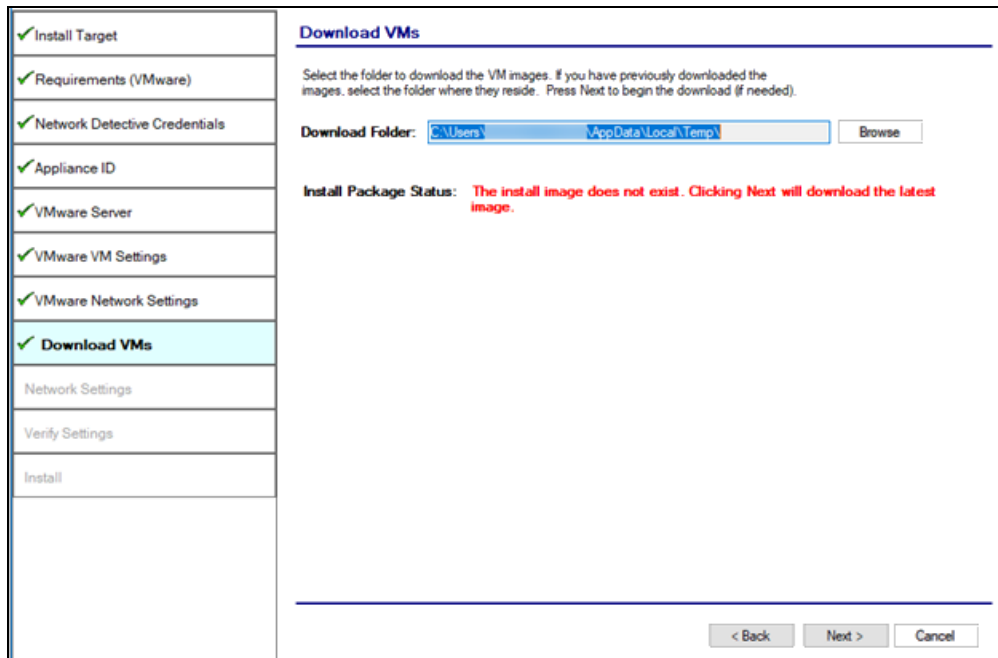 Install Target
Requirements (VMware)
Network Detective Credentials
Appliance ID
VMware Server
VMware VM Settings
VMware Network Settings
Download VMs
Network Settings
Verify Settings
Install
Download VMs
Select the folder to download the VM images. If you have previously downloaded the
images, select the folder where they reside. Press Next to begin the download (if needed).
Download Folder: C:\Users\ \AppData\Local\Temp\ Browse
Install Package Status: The install image does not exist. Clicking Next will download the latest
image.
< Back Next > Cancel